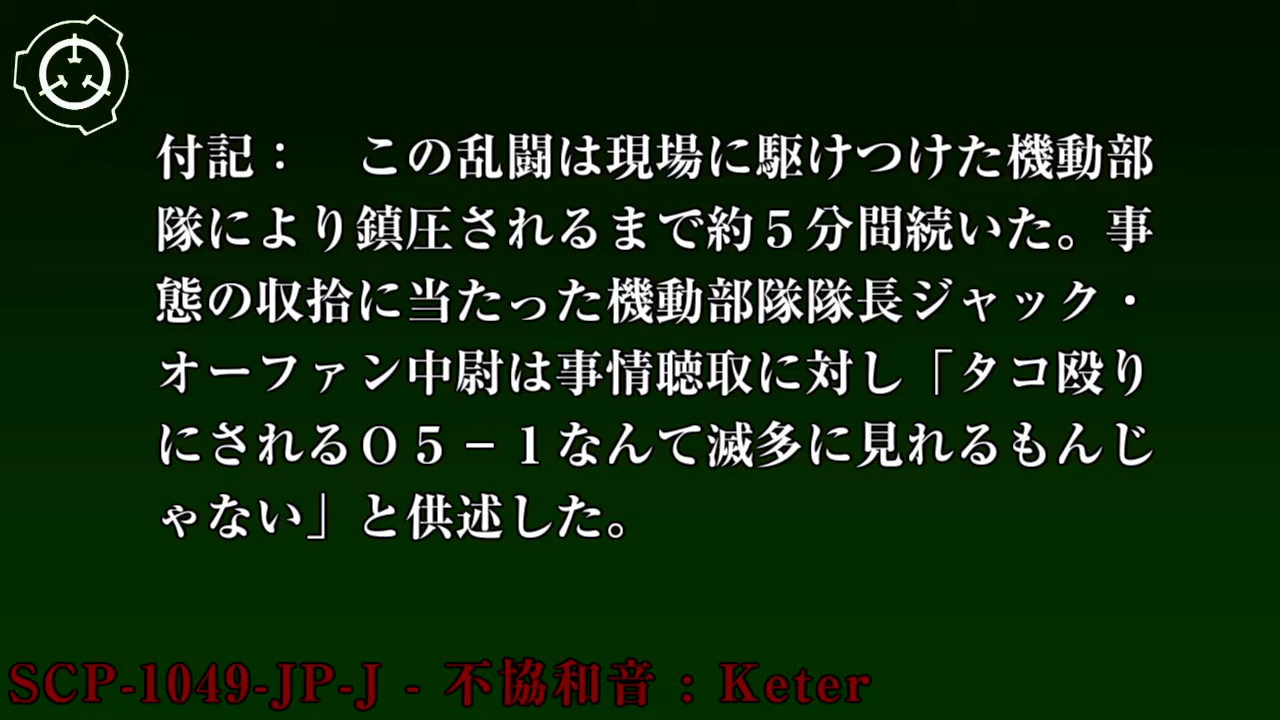 付記：　この乱闘は現場に駆けつけた機動部
隊により鎮圧されるまで約５分間続いた。事
態の収拾に当たった機動部隊隊長ジャック・
オーファン中尉は事情聴取に対し「タコ殴り
にされるＯ５－１なんて滅多に見れるもんじ
ゃない」と供述した。
SCP-1049-JP-J - 不協和音：Keter